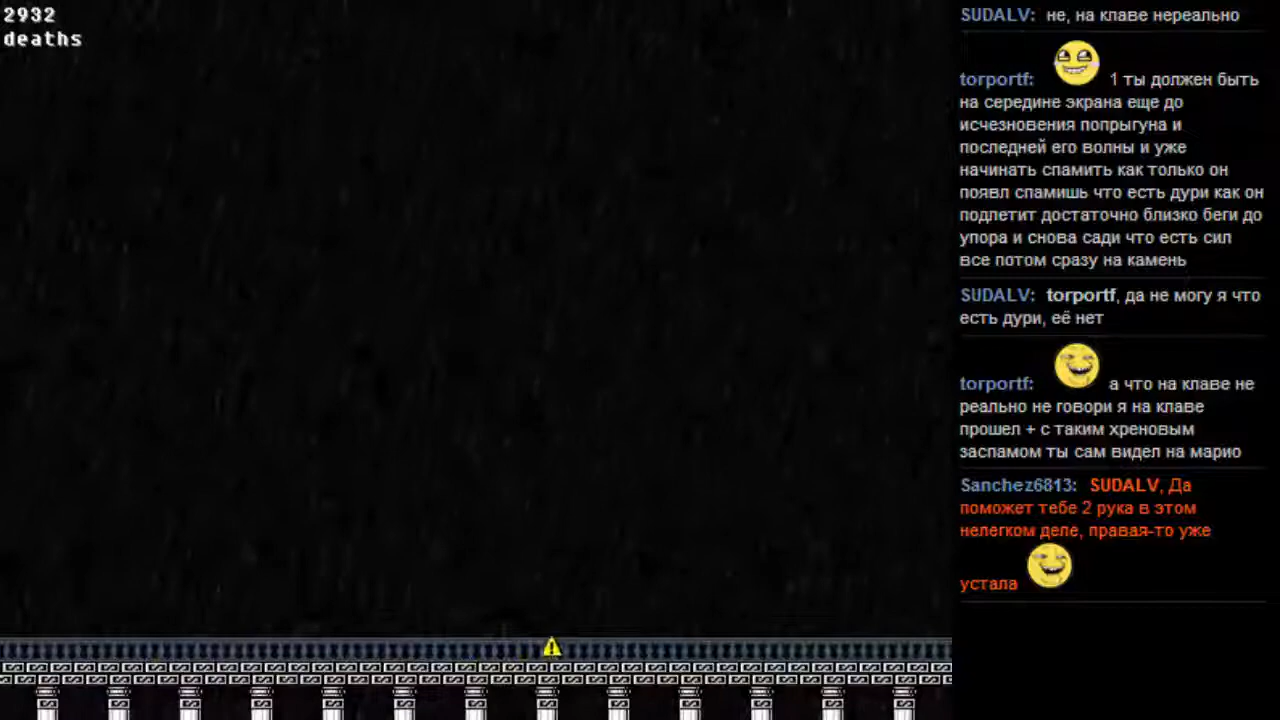 2932
deaths
SUDALV: не, на клаве нереально
torportf: 1 ты должен быть
на середине экрана еще до
исчезновения попрыгуна и
последней его волны и уже
начинать спамить как только он
появл спамишь что есть дури как он
подлетит достаточно близко беги до
упора и снова сади что есть сил
все потом сразу на камень
SUDALV: torportf, да не могу я что
есть дури, её нет
torportf: а что на клаве не
реально не говори я на клаве
прошел + с таким хреновым
заспамом ты сам видел на марио
Sanchez6813: SUDALV, Да
поможет тебе 2 рука в этом
нелегком деле, правая-то уже
устала